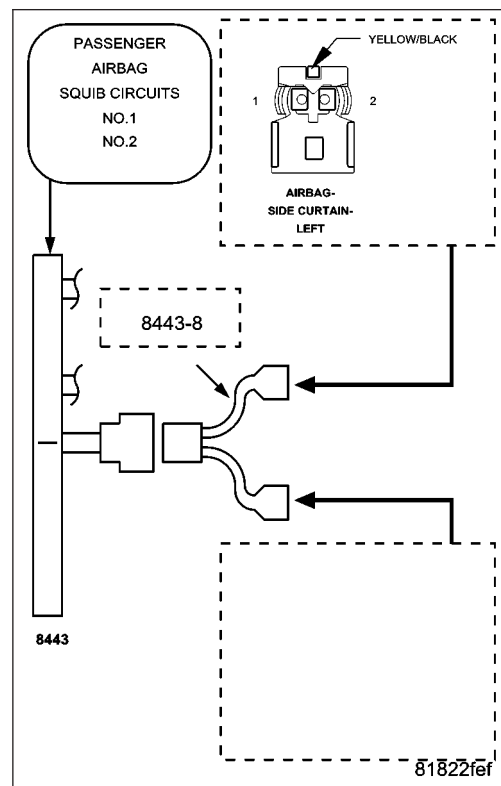 PASSENGER
AIRBAG
SQUIB CIRCUITS
NO.1
NO.2
YELLOW/BLACK
1
2
AIRBAG-
SIDE CURTAIN-
LEFT
8443-8
8443
81822fef